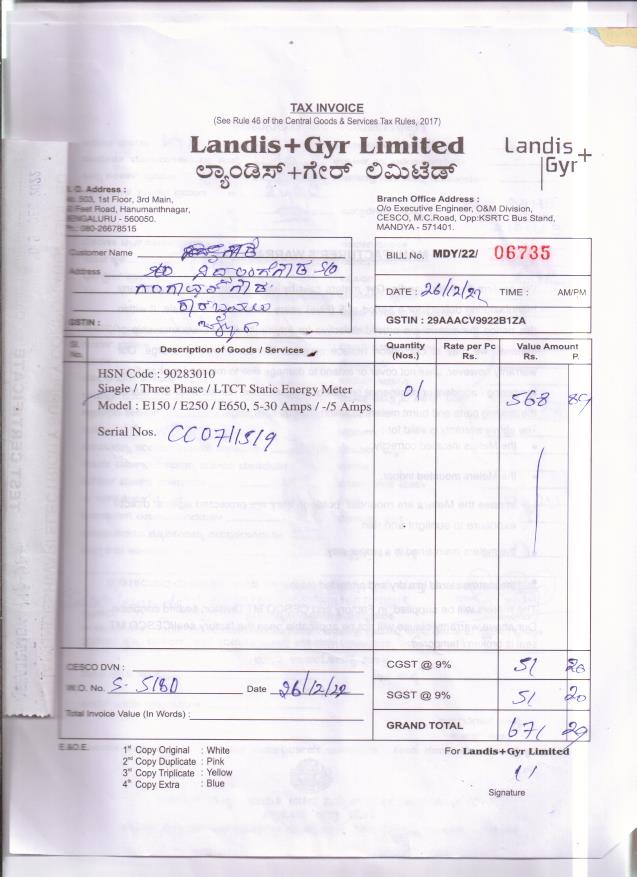 TAX INVOICE
(See Rule 46 of the Central Goods & Services Tax Rules, 2017)
Landis+Gyr Limited
ಲ್ಯಾಂಡಿಸ್+ಗೇರ್ ಲಿಮಿಟೆಡ್
Landis+
Gyr
Address :
503, 1st Floor, 3rd Main,
Feet Road, Hanumanthnagar,
BENGALURU - 560050.
080-26678515
Branch Office Address :
O/o Executive Engineer, O&M Division,
CESCO, M.C.Road, Opp:KSRTC Bus Stand,
MANDYA - 571401.
Customer Name
Address
GSTIN :
BILL No. MDY/22/ 06735
DATE : 26/12/22 TIME : AM/PM
GSTIN : 29AAACV9922B1ZA
Sl. No. Description of Goods / Services Quantity (Nos.) Rate per Pc Rs. Value Amount Rs. P.
HSN Code : 90283010
Single / Three Phase / LTCT Static Energy Meter 01 568 89
Model : E150 / E250 / E650, 5-30 Amps / -/5 Amps
Serial Nos. CC071519
CESCO DVN :
W.O. No. S-5180 Date 26/12/22
Total Invoice Value (In Words) :
CGST @ 9% 51 20
SGST @ 9% 51 20
GRAND TOTAL 671 29
E.&O.E.
1st Copy Original : White
2nd Copy Duplicate : Pink
3rd Copy Triplicate : Yellow
4th Copy Extra : Blue
For Landis+Gyr Limited
Signature